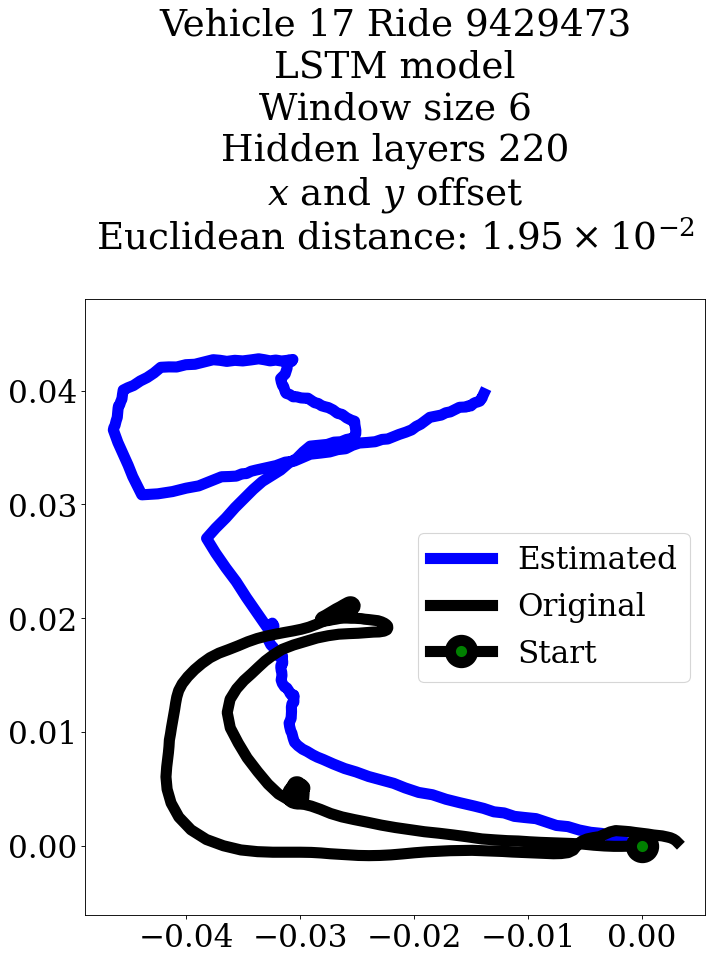 Vehicle 17 Ride 9429473
LSTM model
Window size 6
Hidden layers 220
x and y offset
Euclidean distance: 1.95 × 10⁻²
0.04
0.03
0.02
0.01
0.00
Estimated
Original
Start
−0.04 −0.03 −0.02 −0.01 0.00